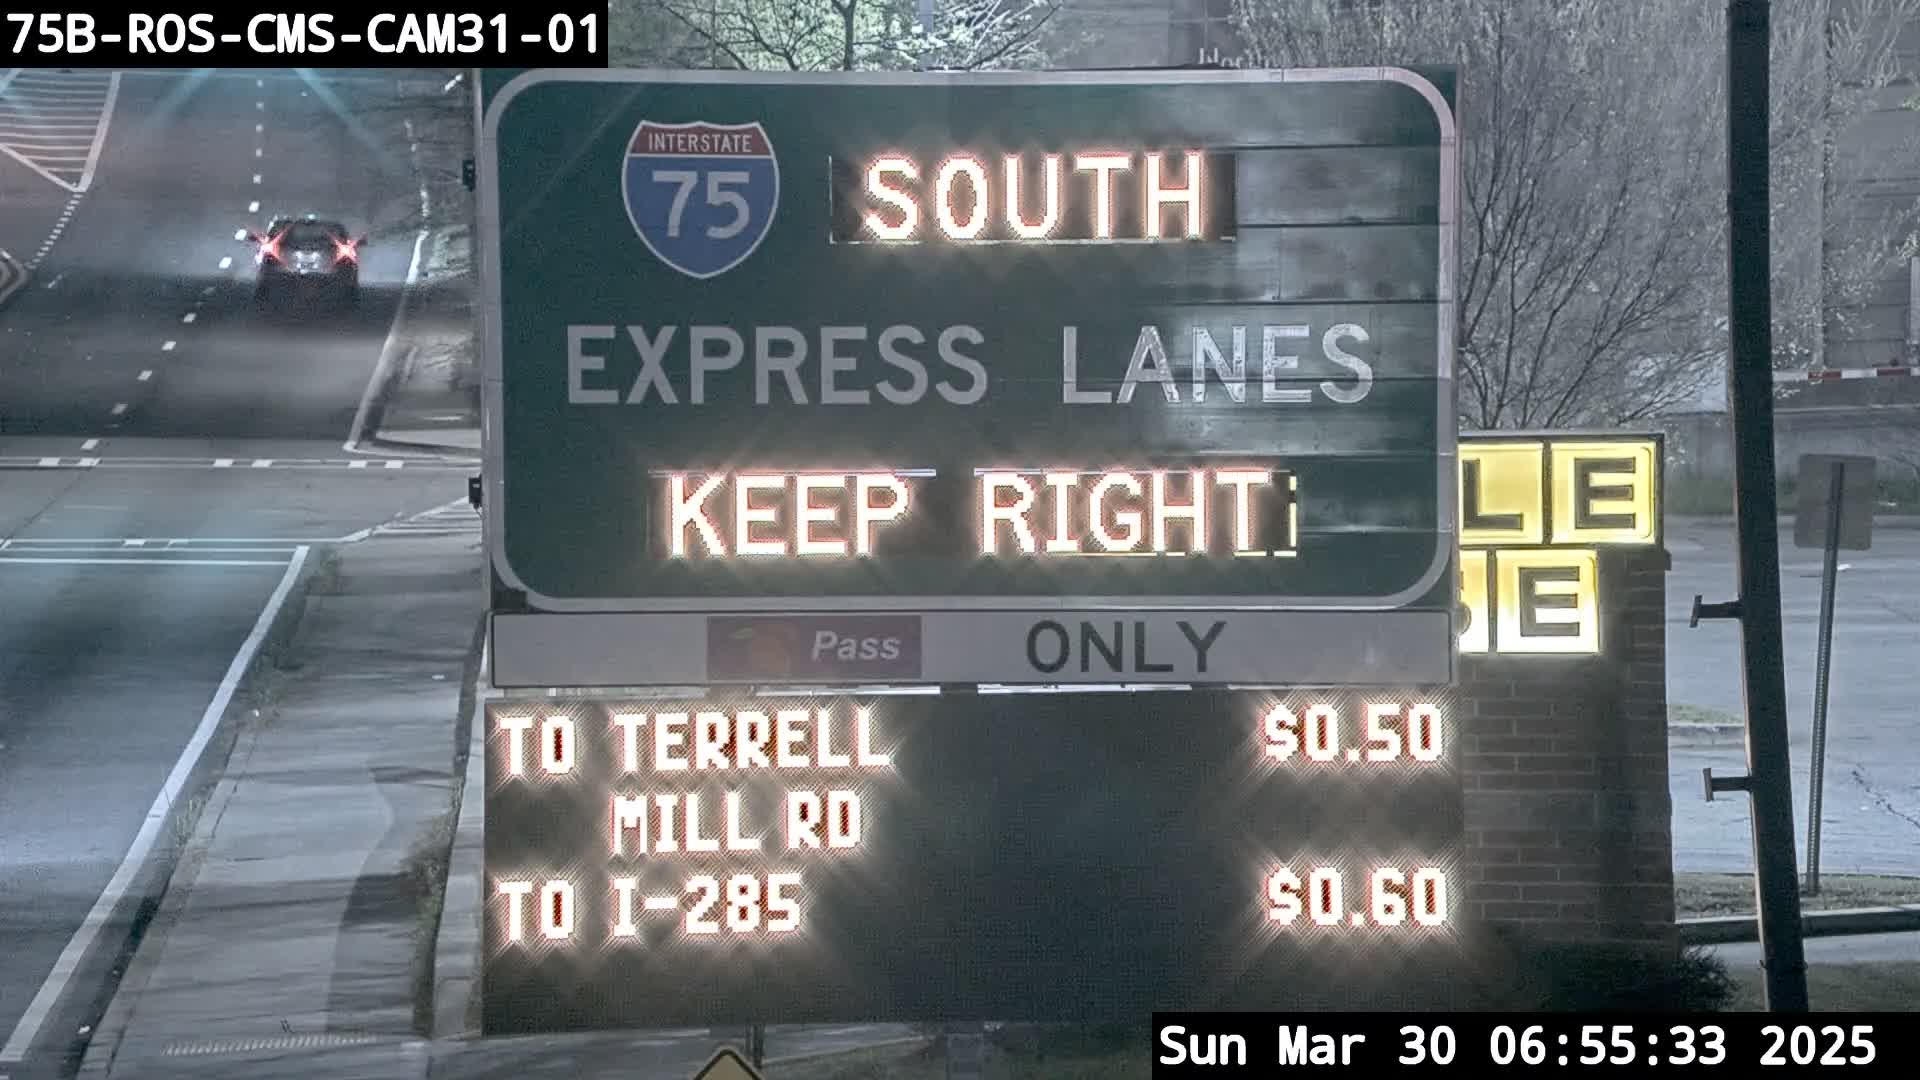 75B-ROS-CMS-CAM31-01
INTERSTATE
75
SOUTH
EXPRESS LANES
KEEP RIGHT
Pass ONLY
TO TERRELL $0.50
MILL RD
TO I-285 $0.60
LE
E
Sun Mar 30 06:55:33 2025